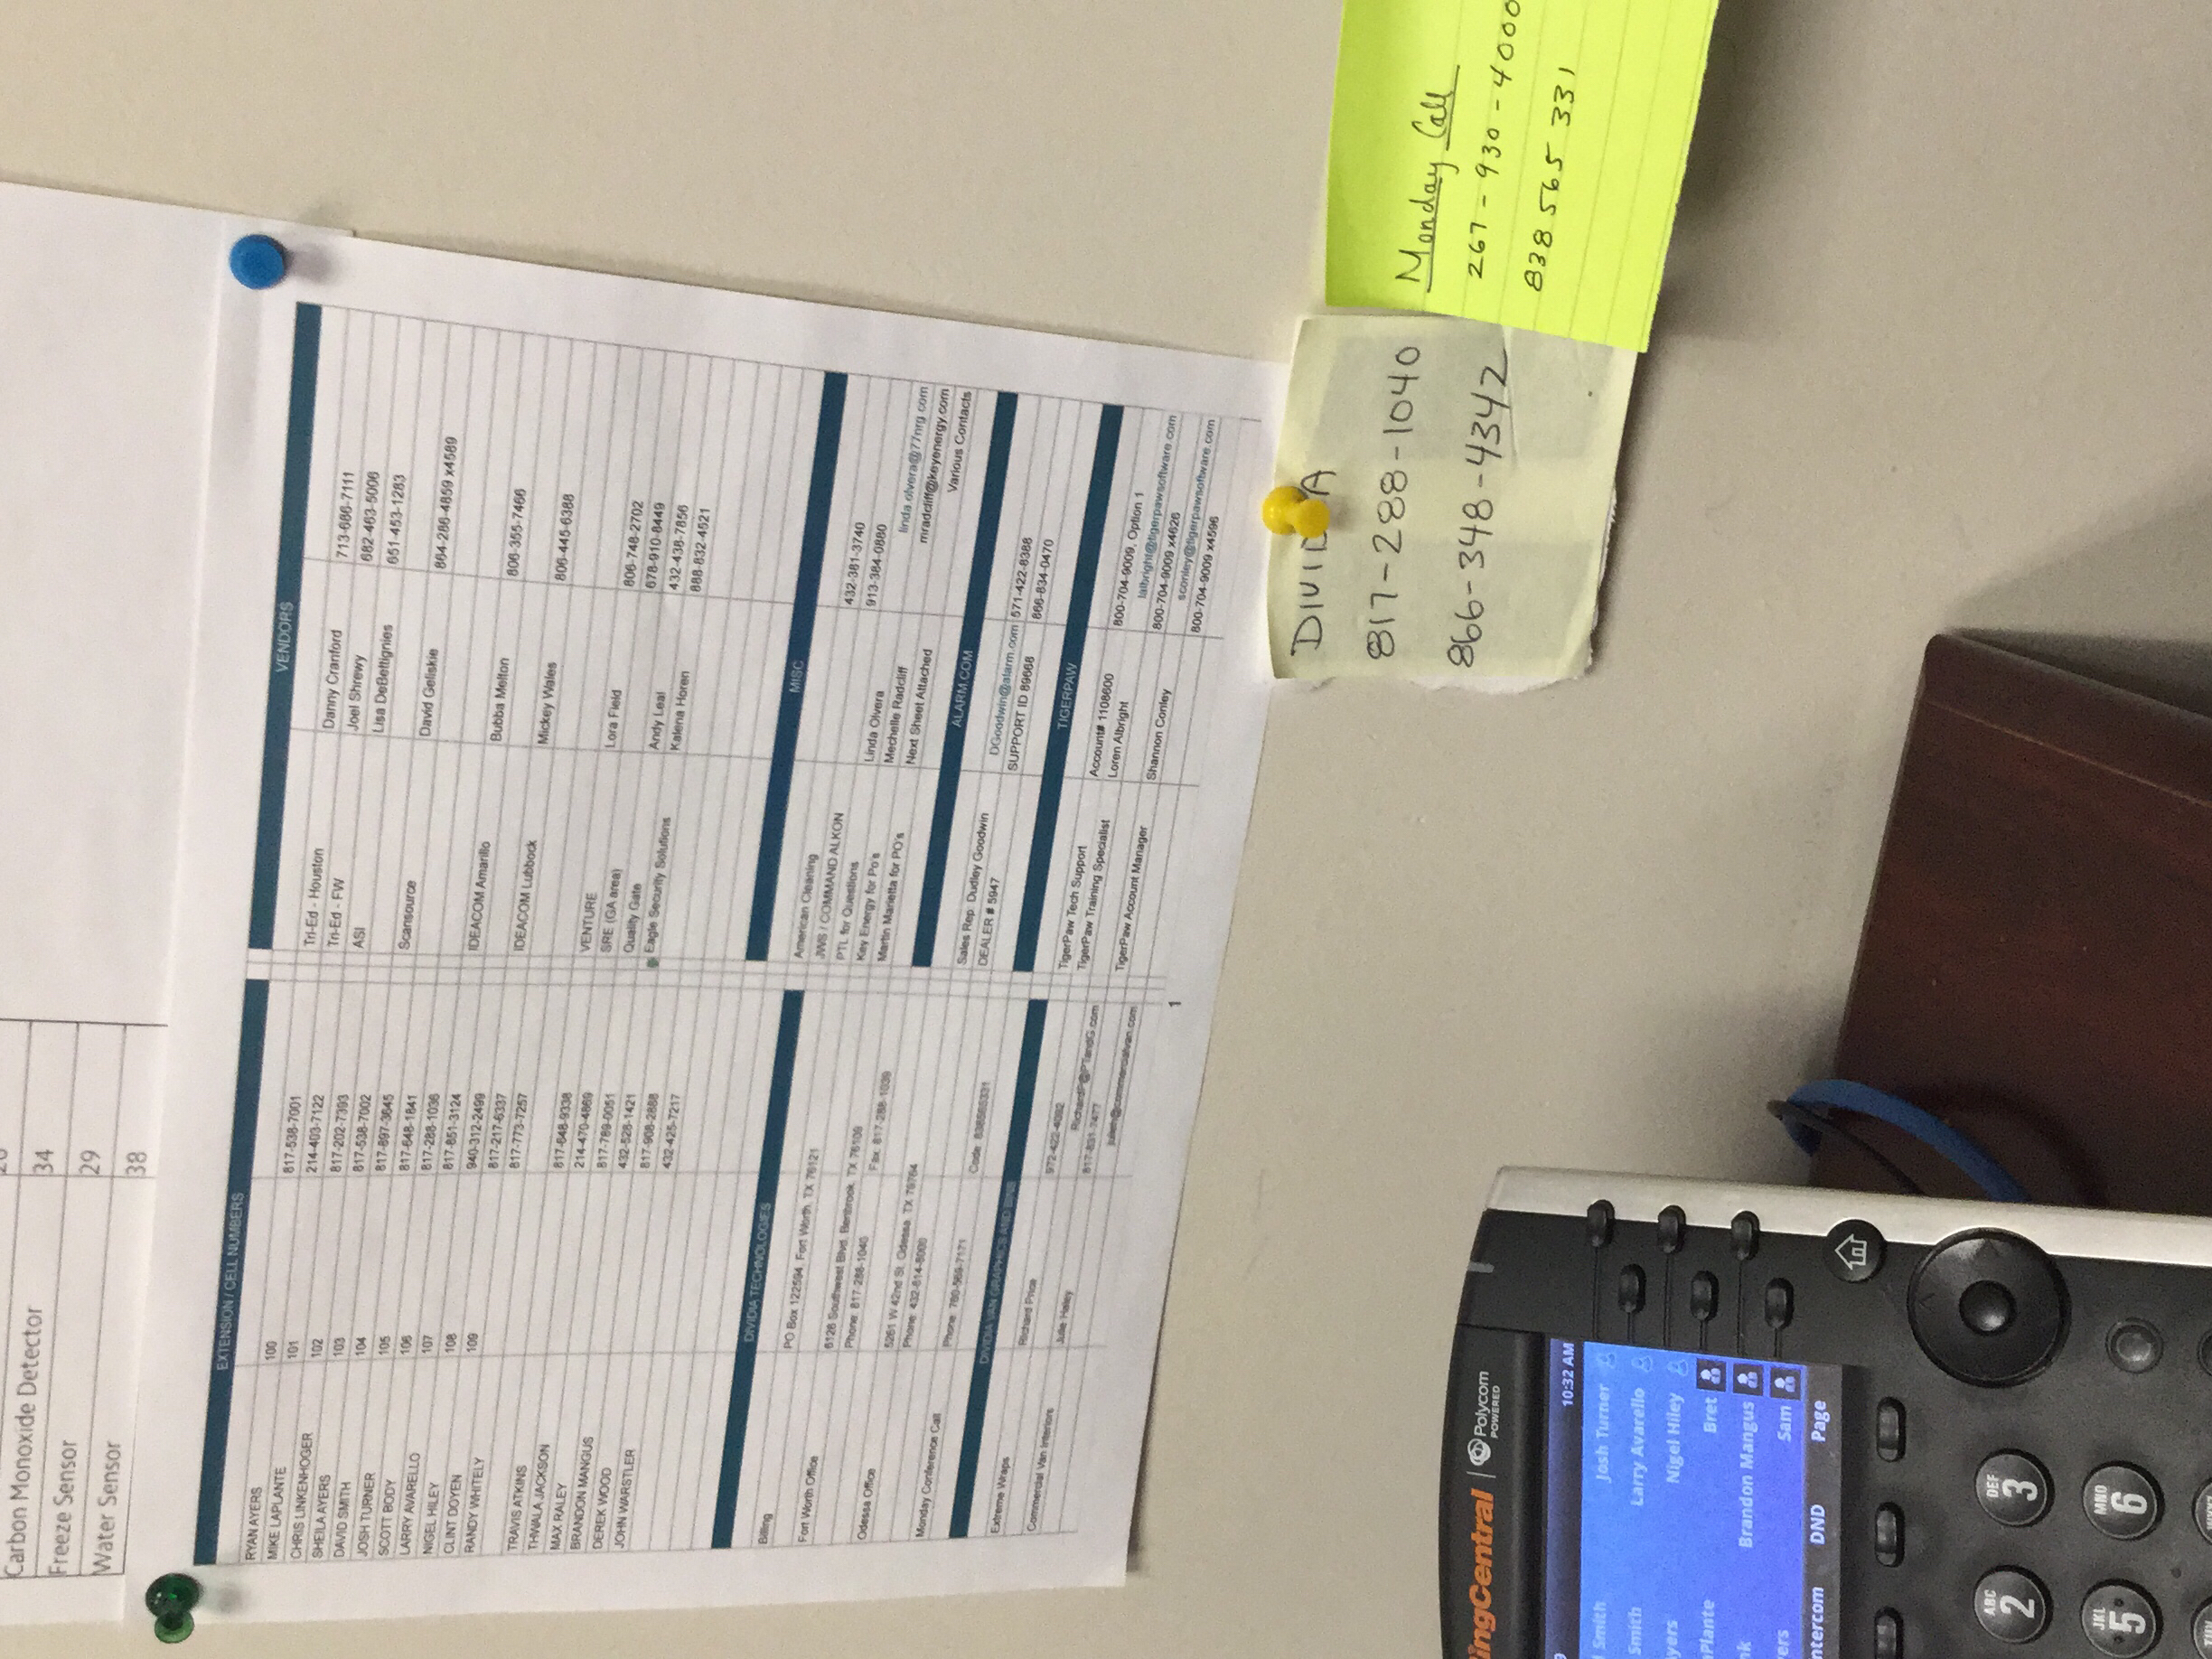 Carbon Monoxide Detector 34
Freeze Sensor 29
Water Sensor 38
EXTENSION / CELL NUMBERS
RYAN AYERS 100 817-538-7001
MIKE LAPLANTE 101 214-403-7122
CHRIS LINKENHOGER 102 817-202-7393
SHEILA AYERS 103 817-538-7002
DAVID SMITH 104 817-897-3645
JOSH TURNER 105 817-648-1841
SCOTT BODY 106 817-288-1036
LARRY AVARELLO 107 817-851-3124
NIGEL HILEY 108 940-312-2499
CLINT DOYEN 109 817-217-6337
RANDY WHITELY 817-773-7257
TRAVIS ATKINS 817-648-9338
THWALA JACKSON 214-470-4869
MAX RALEY 817-789-0051
BRANDON MANGUS 432-528-1421
DEREK WOOD 817-908-2888
JOHN WARSTLER 432-425-7217
DIVIDIA TECHNOLOGIES
Billing PO Box 122594, Fort Worth, TX 76121
Fort Worth Office 6128 Southwest Blvd, Benbrook, TX 76109
Phone: 817-288-1040 Fax: 817-288-1039
Odessa Office 5261 W 42nd St, Odessa, TX 79764
Phone: 432-614-8000
Monday Conference Call Phone: 760-569-7171 Code: 838565331
DIVIDIA VAN GRAPHICS AND BINS
Extreme Wraps Richard Price 972-422-4092
RichardP@PTandG.com
Commercial Van Interiors Julie Haley 817-831-7477
julieh@commercialvan.com
VENDORS
Tri-Ed - Houston Danny Cranford 713-686-7111
Tri-Ed - FW Joel Shrewy 682-463-5006
ASI Lisa DeBettignies 651-453-1283
Scansource David Geliskie 864-286-4859 x4589
IDEACOM Amarillo Bubba Melton 806-355-7466
IDEACOM Lubbock Mickey Wales 806-445-6388
VENTURE Lora Field 806-748-2702
SRE (GA area) 678-910-8449
Quality Gate Andy Leal 432-438-7856
Eagle Security Solutions Kalena Horen 888-832-4521
MISC
American Cleaning 432-381-3740
JWS / COMMAND ALKON 913-384-0880
PTL for Questions Linda Olvera linda.olvera@77nrg.com
Key Energy for Po's Mechelle Radcliff mradcliff@keyenergy.com
Martin Marietta for PO's Next Sheet Attached Various Contacts
ALARM.COM
Sales Rep: Dudley Goodwin DGoodwin@alarm.com 571-422-8388
DEALER # 5947 SUPPORT ID 89668 866-834-0470
TIGERPAW
TigerPaw Tech Support Account# 1108600 800-704-9009, Option 1
TigerPaw Training Specialist Loren Albright lalbright@tigerpawsoftware.com
800-704-9009 x4626
TigerPaw Account Manager Shannon Conley sconley@tigerpawsoftware.com
800-704-9009 x4596
1
DIVIDIA
817-288-1040
866-348-4342
Monday Call
267-930-4000
838 565 331
ingCentral Polycom
POWERED
9 10:32 AM
Smith Josh Turner
Smith Larry Avarello
yers Nigel Hiley
aPlante Bret
nk Brandon Mangus
ers Sam
ntercom DND Page
ABC DEF
2 3
JKL MNO
5 6